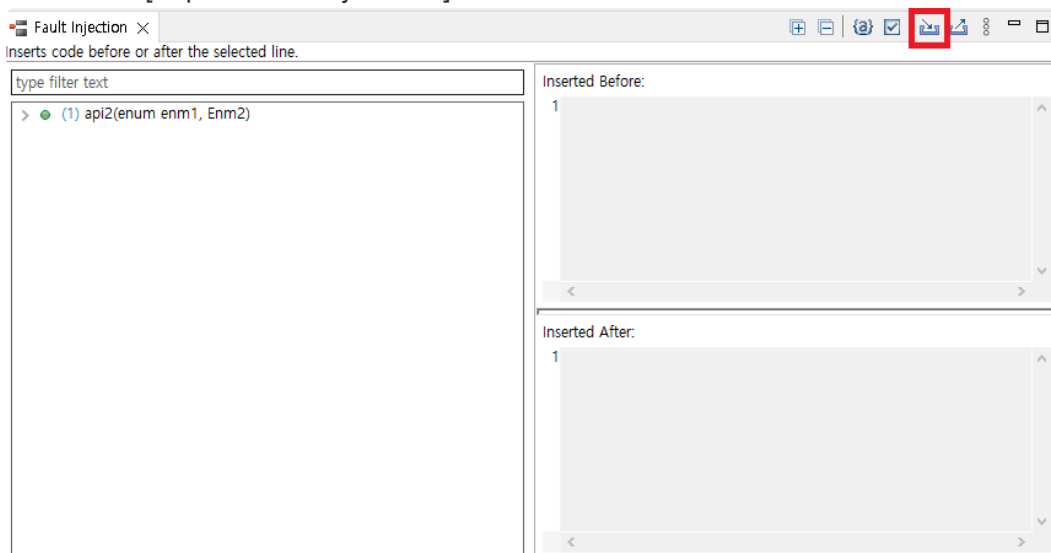 Fault Injection
Inserts code before or after the selected line.
type filter text
(1) api2(enum enm1, Enm2)
Inserted Before:
1
Inserted After:
1